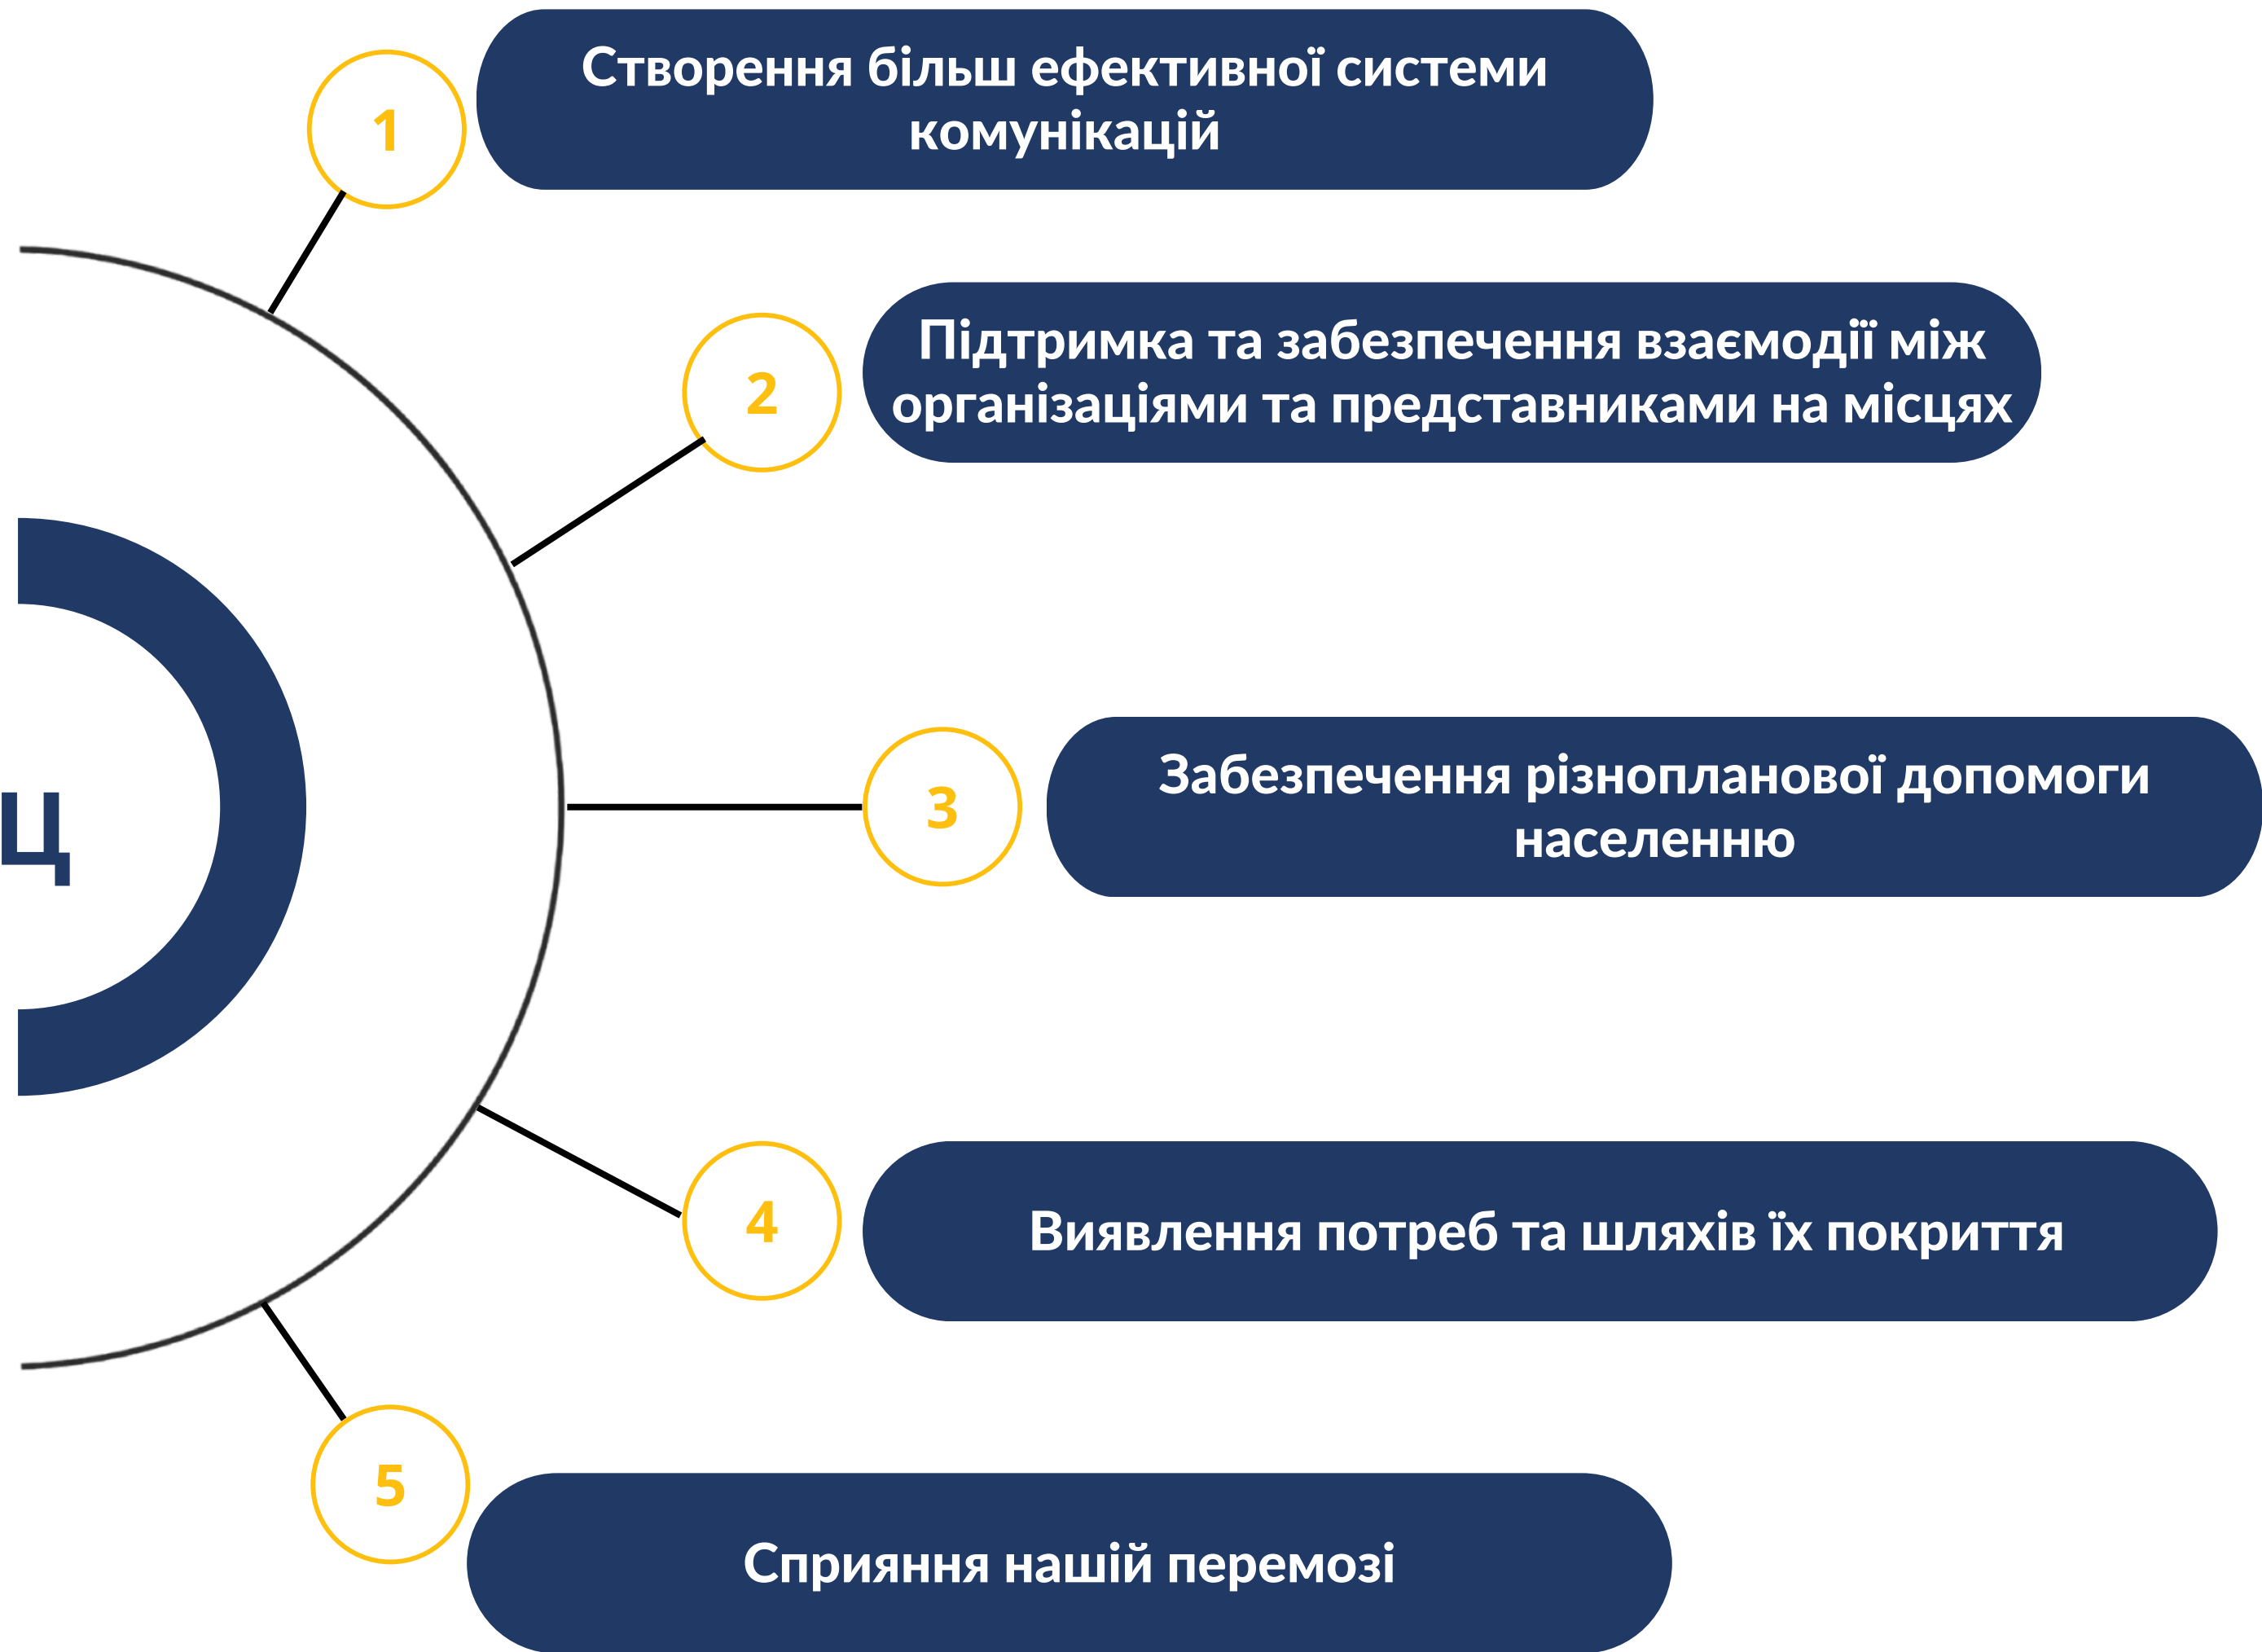 1
Створення більш ефективної системи
комунікацій
2
Підтримка та забезпечення взаємодії між
організаціями та представниками на місцях
3
Забезпечення різнопланової допомоги
населенню
ц
4
Виявлення потреб та шляхів їх покриття
5
Сприяння нашій перемозі